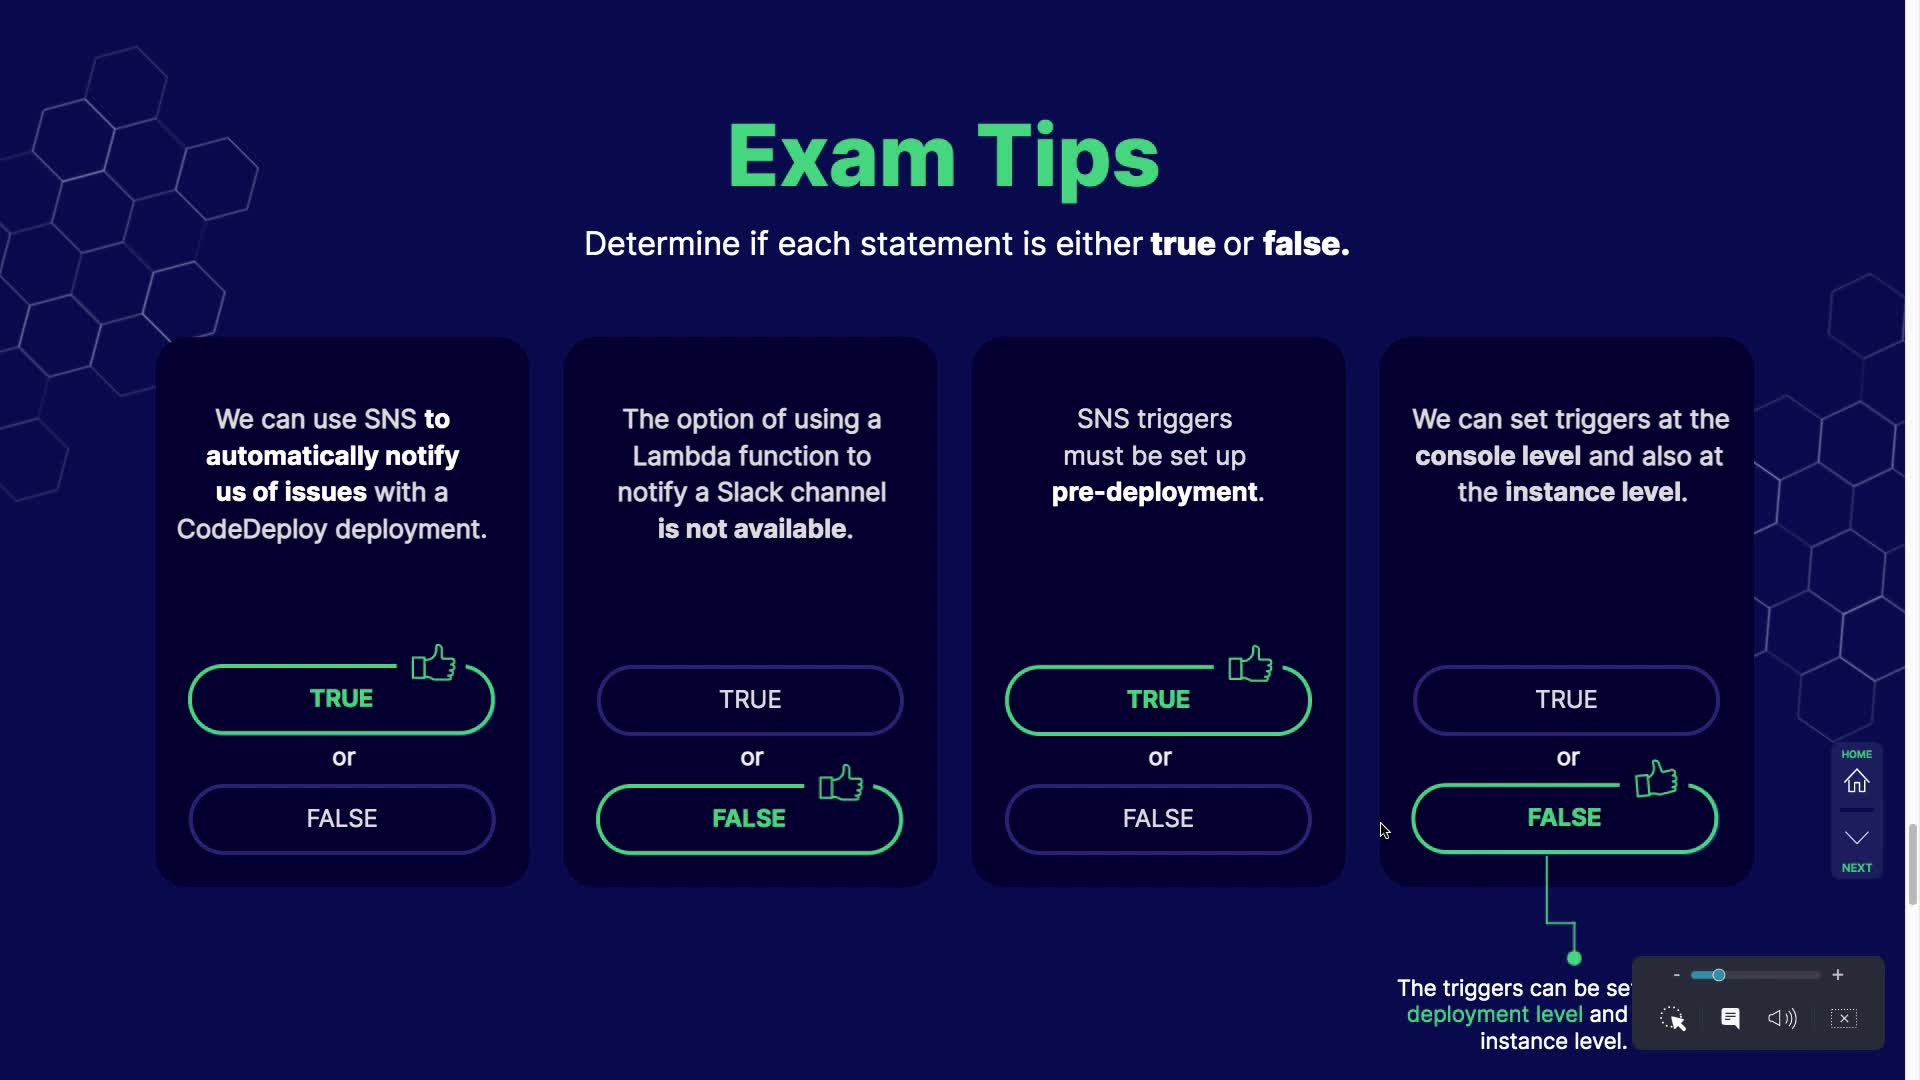 Exam Tips
Determine if each statement is either true or false.
We can use SNS to
automatically notify
us of issues with a
CodeDeploy deployment.
TRUE
or
FALSE
The option of using a
Lambda function to
notify a Slack channel
is not available.
TRUE
or
FALSE
SNS triggers
must be set up
pre-deployment.
TRUE
or
FALSE
We can set triggers at the
console level and also at
the instance level.
TRUE
or
FALSE
The triggers can be se
deployment level and
instance level.
HOME
NEXT